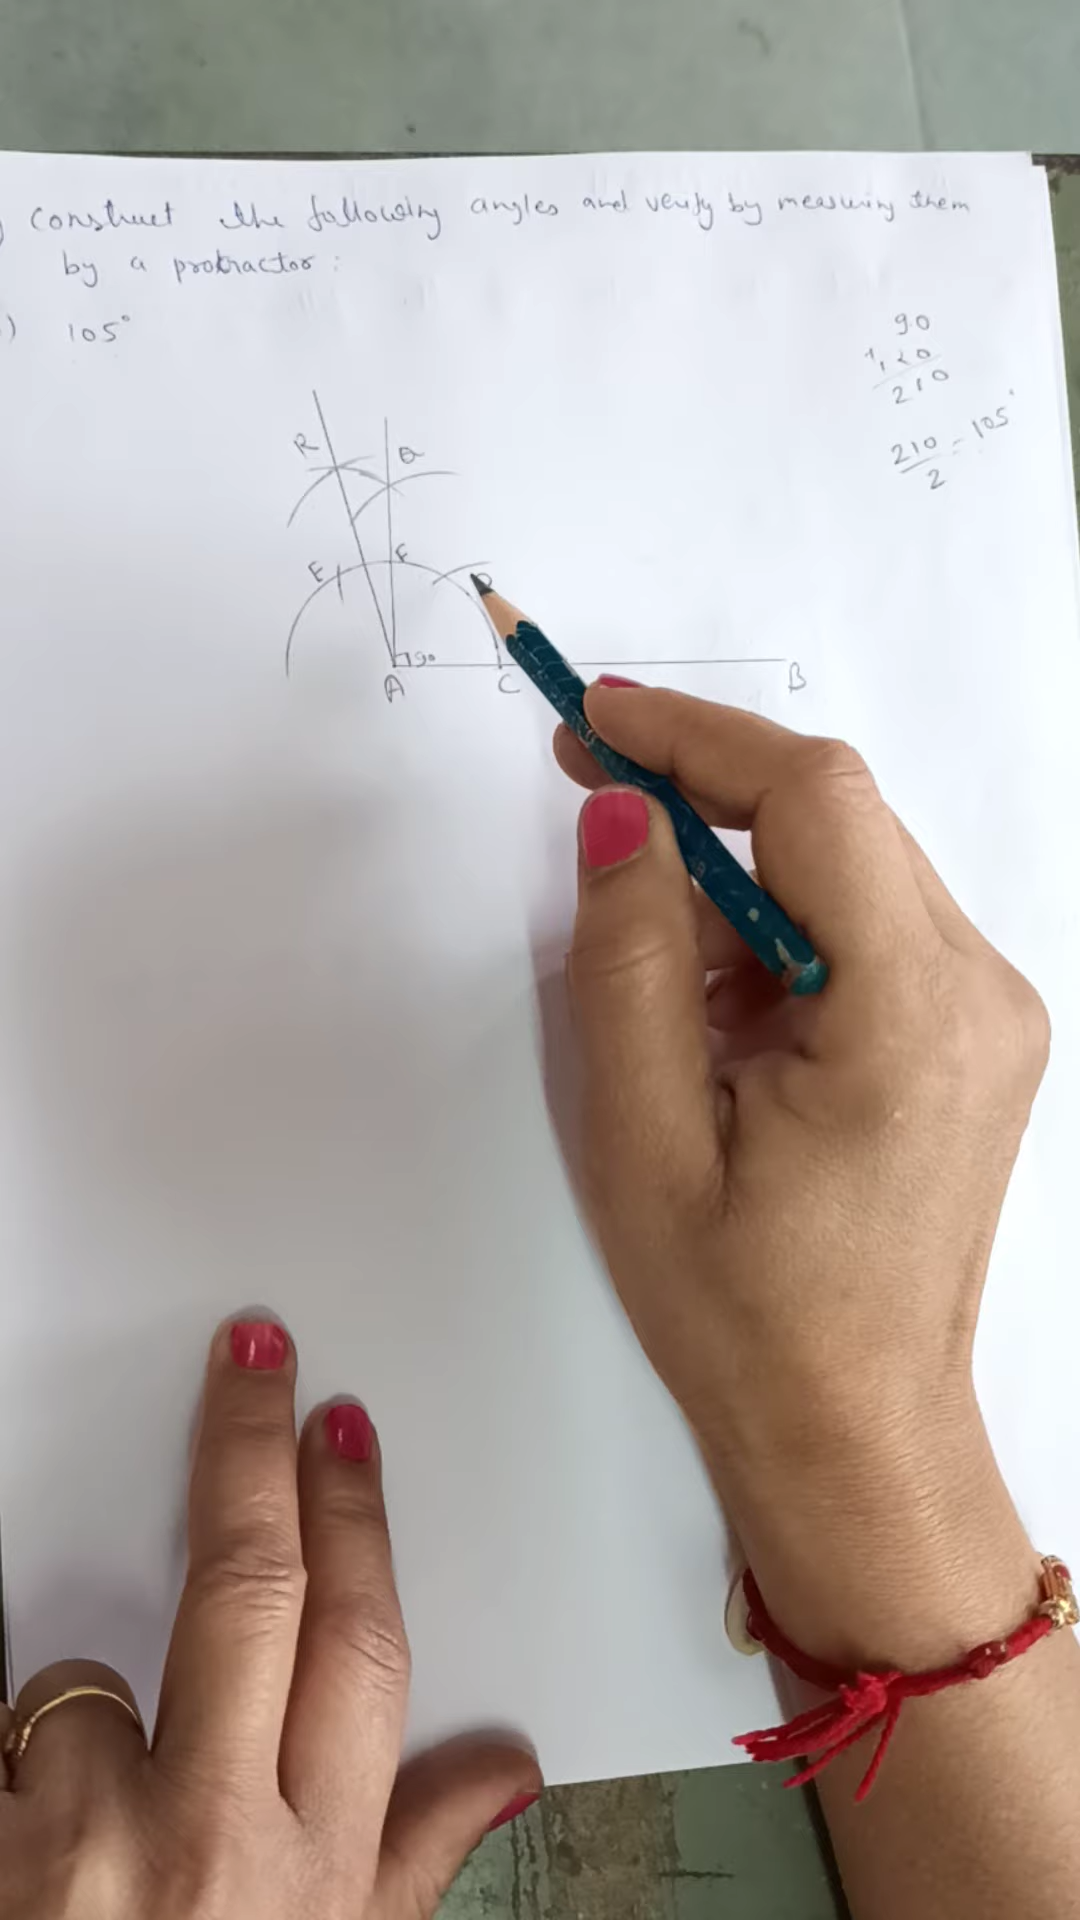 construct the following angles and verify by measuring them
by a protractor :
) 105°
90
120
210
210/2 = 105°
R
Q
E
F
D
90
A
C
B